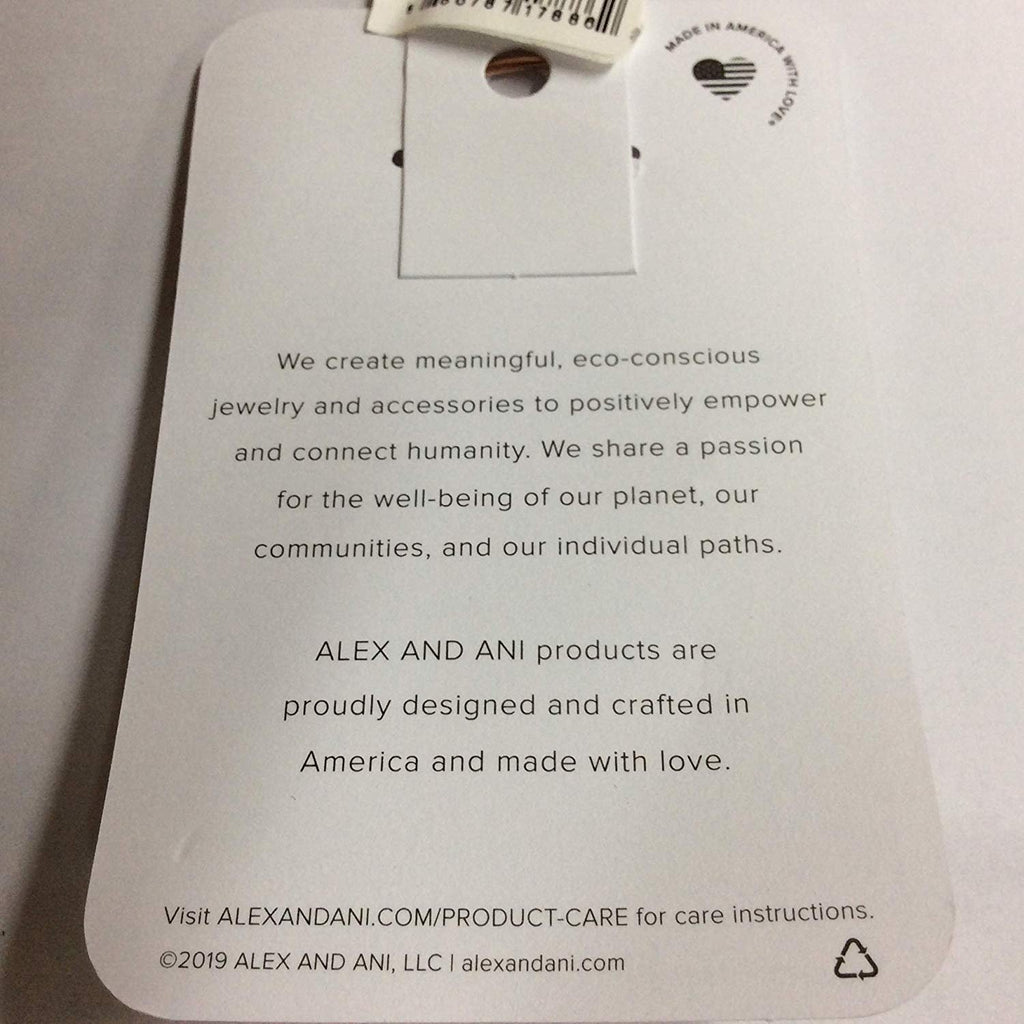 MADE IN AMERICA WITH LOVE®
We create meaningful, eco-conscious
jewelry and accessories to positively empower
and connect humanity. We share a passion
for the well-being of our planet, our
communities, and our individual paths.
ALEX AND ANI products are
proudly designed and crafted in
America and made with love.
Visit ALEXANDANI.COM/PRODUCT-CARE for care instructions.
©2019 ALEX AND ANI, LLC | alexandani.com